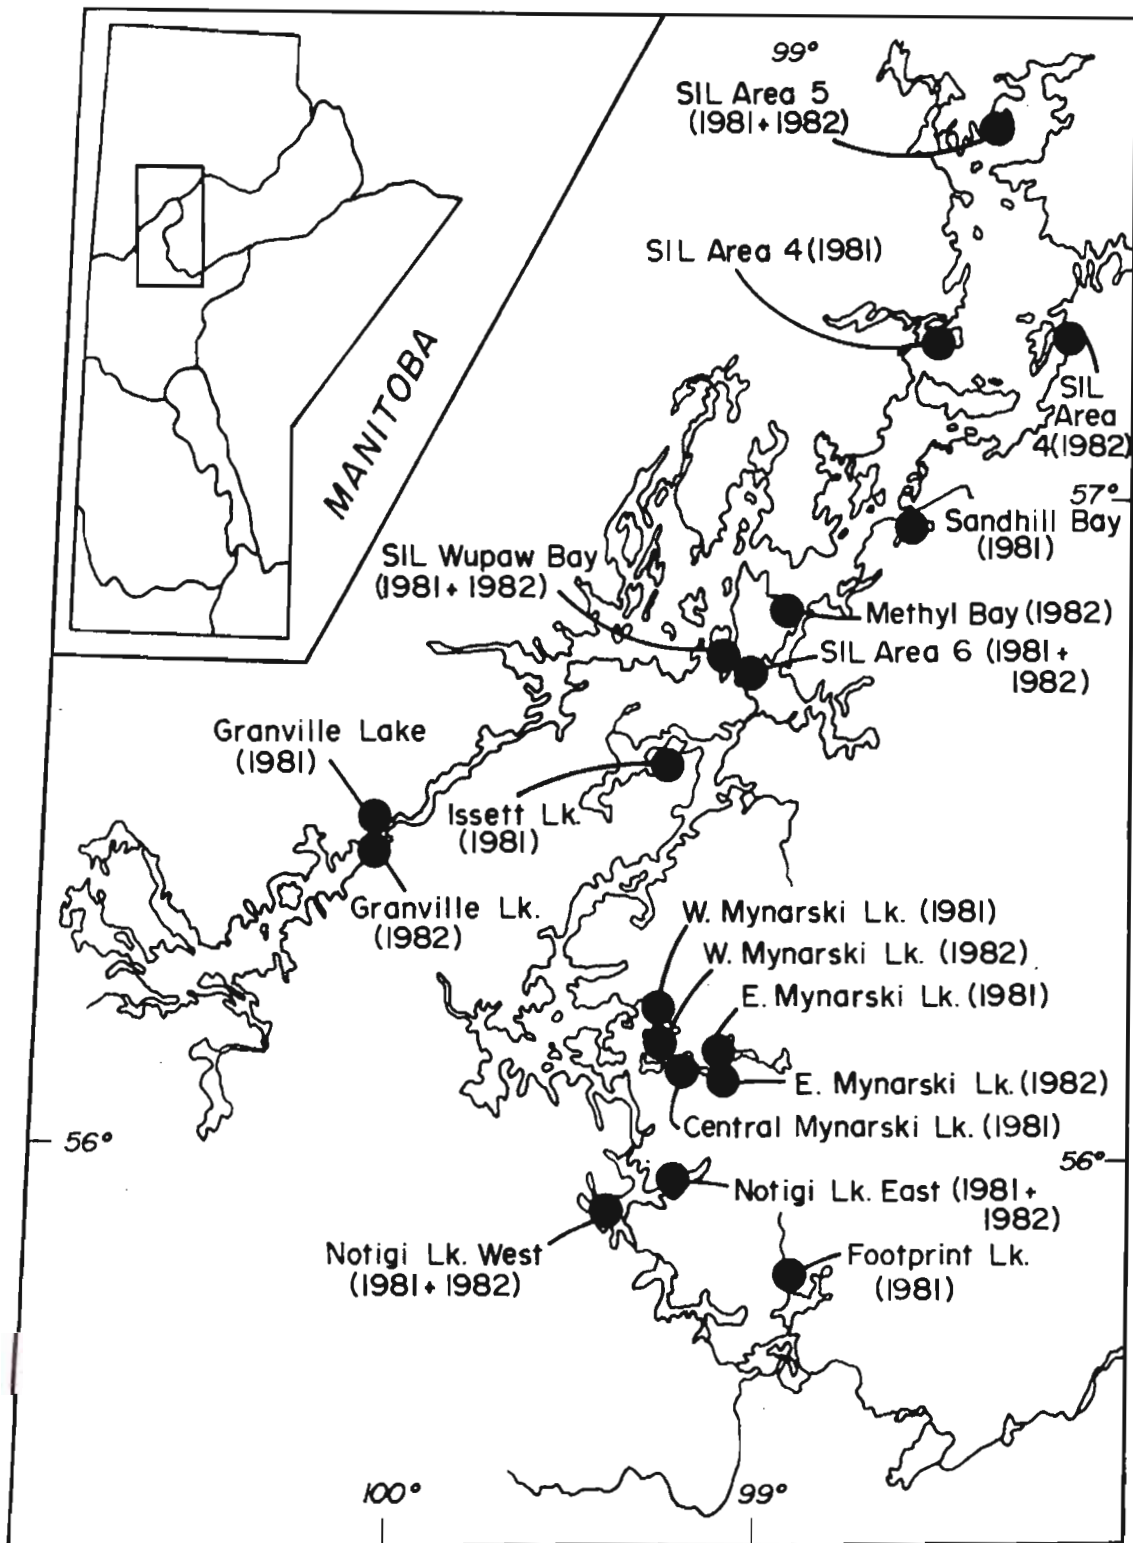 99°
SIL Area 5
(1981+1982)
SIL Area 4(1981)
SIL
Area
4(1982)
MANITOBA
57°
Sandhill Bay
(1981)
SIL Wupaw Bay
(1981+1982)
Methyl Bay (1982)
SIL Area 6 (1981+
1982)
Granville Lake
(1981)
Issett Lk.
(1981)
Granville Lk.
(1982)
W. Mynarski Lk. (1981)
W. Mynarski Lk. (1982)
E. Mynarski Lk. (1981)
E. Mynarski Lk. (1982)
Central Mynarski Lk. (1981)
56°
56°
Notigi Lk. East (1981+
1982)
Notigi Lk. West
(1981+1982)
Footprint Lk.
(1981)
100°
99°